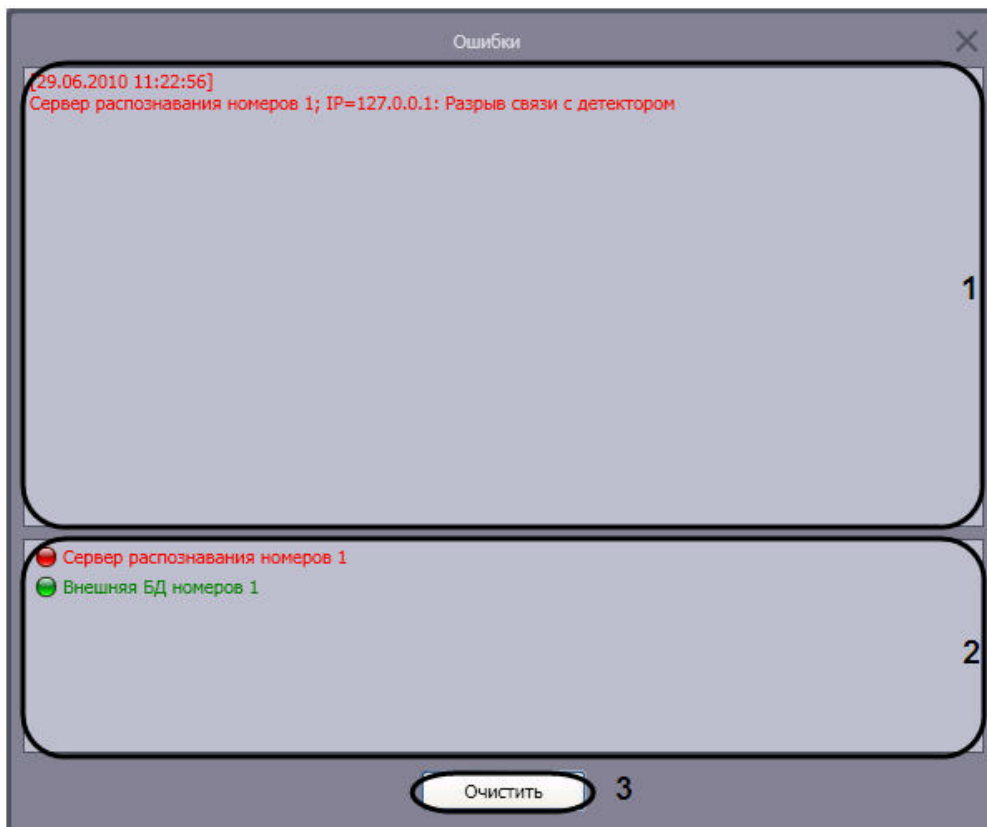 Ошибки
[29.06.2010 11:22:56]
Сервер распознавания номеров 1; IP=127.0.0.1: Разрыв связи с детектором
1
Сервер распознавания номеров 1
Внешняя БД номеров 1
2
Очистить
3